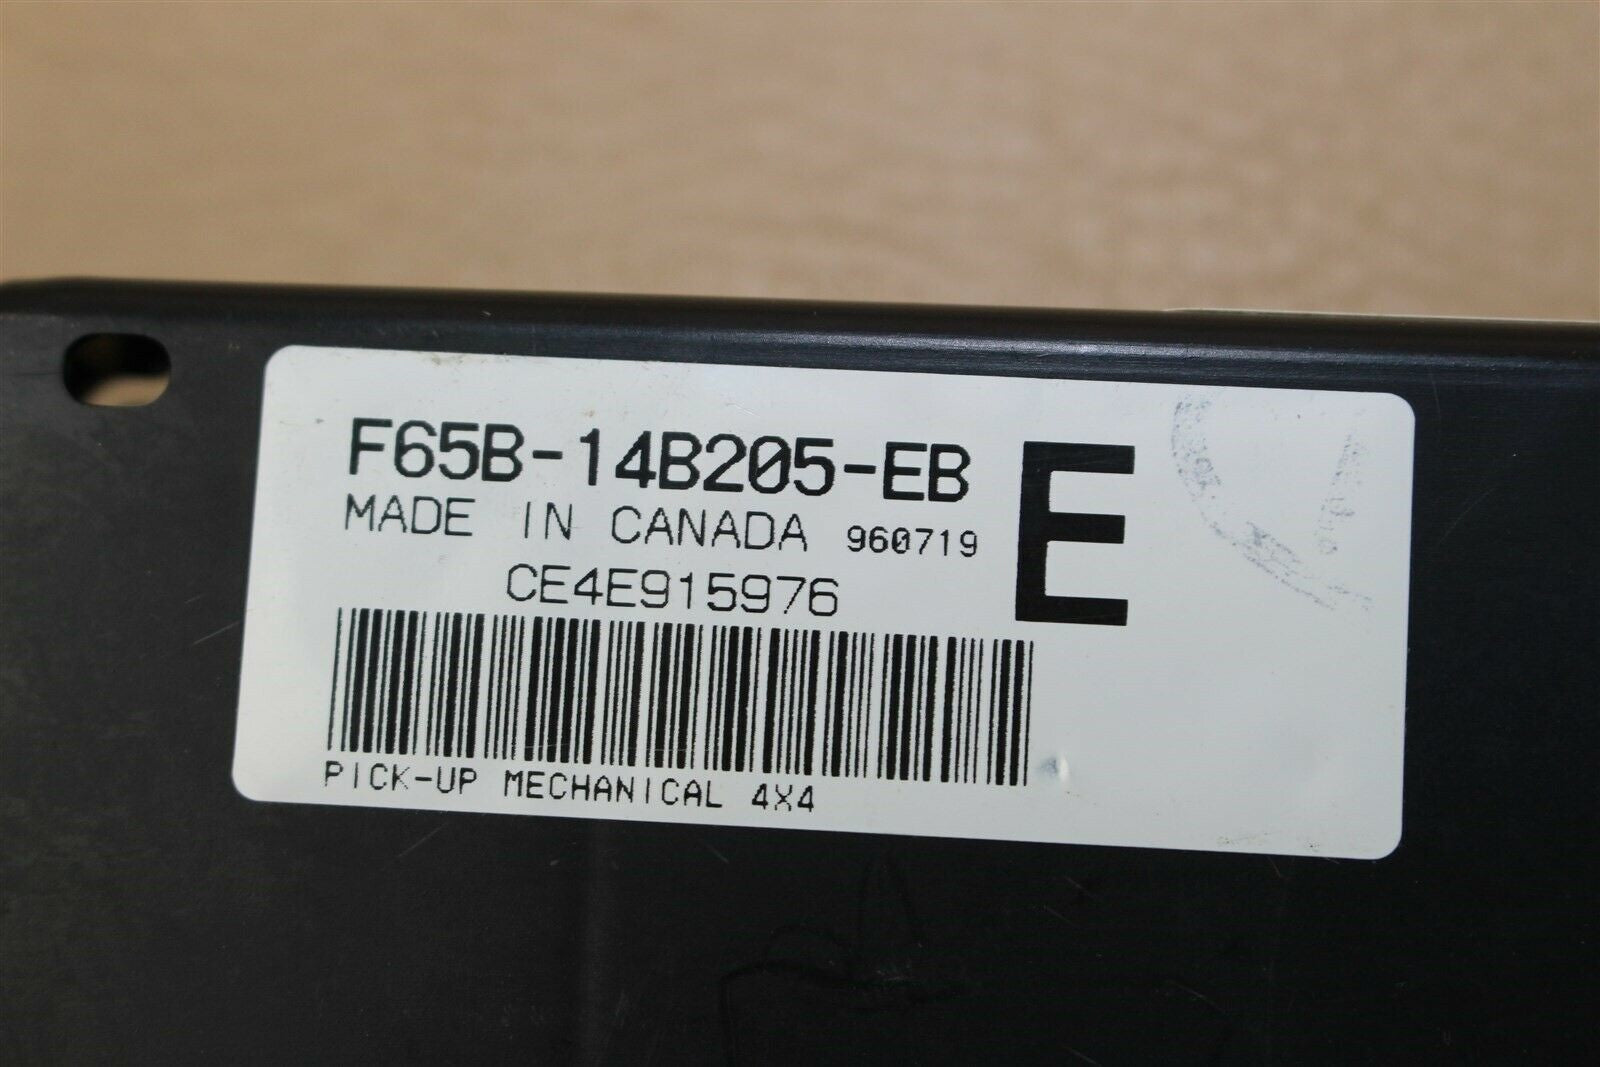 F65B-14B205-EB E
MADE IN CANADA 960719
CE4E915976
PICK-UP MECHANICAL 4X4